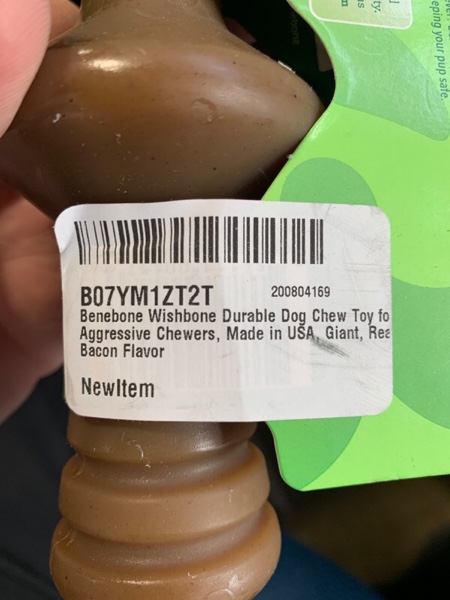 eping your pup safe.
B07YM1ZT2T 200804169
Benebone Wishbone Durable Dog Chew Toy fo
Aggressive Chewers, Made in USA, Giant, Rea
Bacon Flavor
NewItem